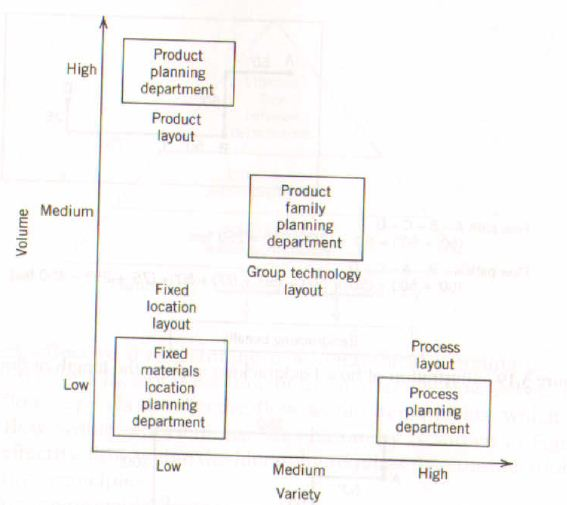 High
Product
planning
department
Product
layout
Volume
Medium
Product
family
planning
department
Group technology
layout
Fixed
location
layout
Low
Fixed
materials
location
planning
department
Process
layout
Process
planning
department
Low
Medium
High
Variety